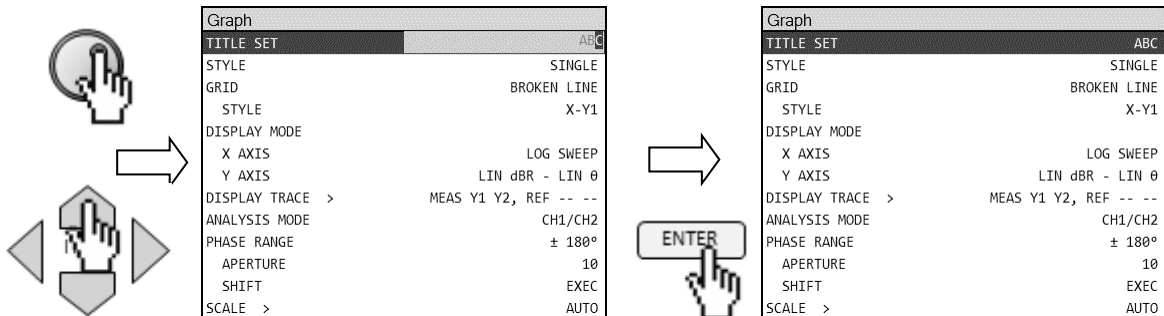 Graph
TITLE SET ABC
STYLE SINGLE
GRID BROKEN LINE
STYLE X-Y1
DISPLAY MODE
X AXIS LOG SWEEP
Y AXIS LIN dBR - LIN θ
DISPLAY TRACE > MEAS Y1 Y2, REF -- --
ANALYSIS MODE CH1/CH2
PHASE RANGE ± 180°
APERTURE 10
SHIFT EXEC
SCALE > AUTO
ENTER
Graph
TITLE SET ABC
STYLE SINGLE
GRID BROKEN LINE
STYLE X-Y1
DISPLAY MODE
X AXIS LOG SWEEP
Y AXIS LIN dBR - LIN θ
DISPLAY TRACE > MEAS Y1 Y2, REF -- --
ANALYSIS MODE CH1/CH2
PHASE RANGE ± 180°
APERTURE 10
SHIFT EXEC
SCALE > AUTO